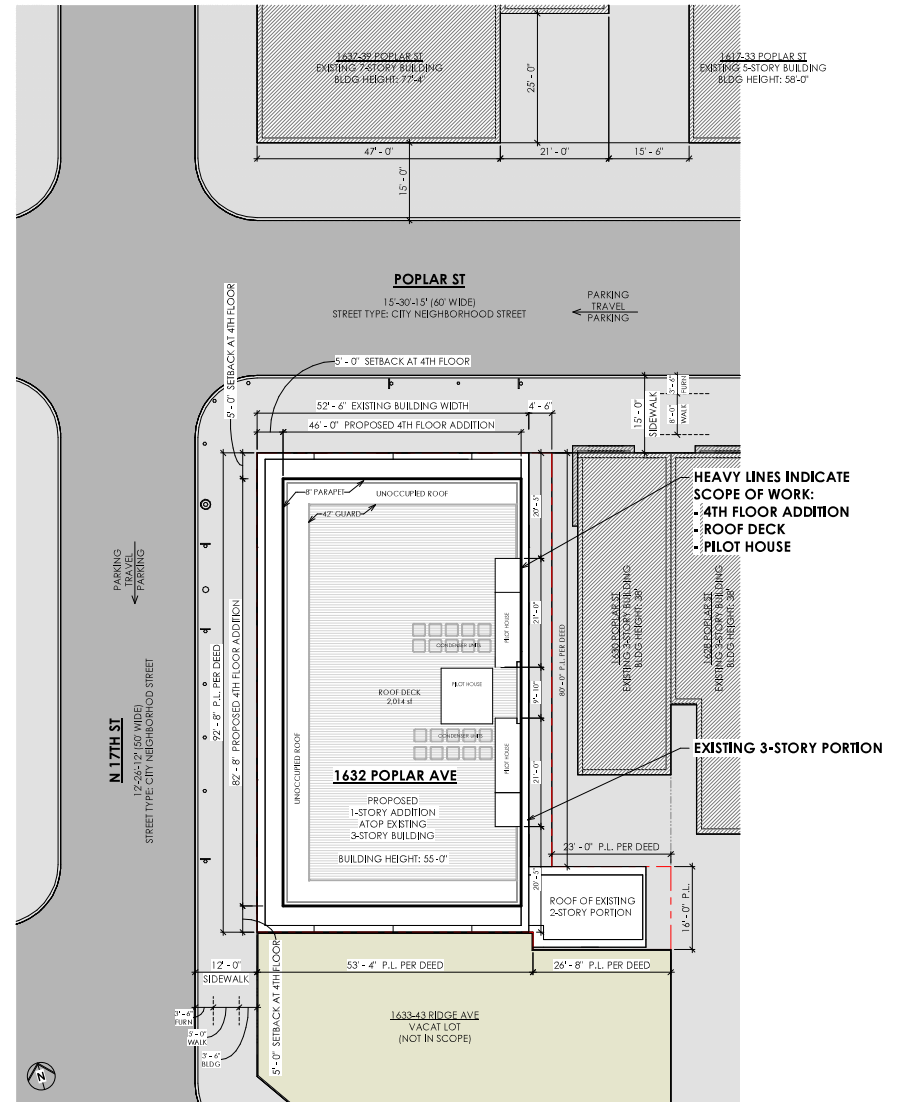 1637-39 POPLAR ST
EXISTING 7-STORY BUILDING
BLDG HEIGHT: 77'-4"
1617-33 POPLAR ST
EXISTING 5-STORY BUILDING
BLDG HEIGHT: 58'-0"
25' - 0"
47' - 0"
21' - 0"
15' - 6"
15' - 0"
POPLAR ST
15'-30'-15' (60' WIDE)
STREET TYPE: CITY NEIGHBORHOOD STREET
PARKING
TRAVEL
PARKING
5' - 0" SETBACK AT 4TH FLOOR
5' - 0" SETBACK AT 4TH FLOOR
52' - 6" EXISTING BUILDING WIDTH
4' - 6"
46' - 0" PROPOSED 4TH FLOOR ADDITION
15' - 0"
SIDEWALK
3' - 6"
FURN
8' - 0"
WALK
8" PARAPET
UNOCCUPIED ROOF
42" GUARD
20' - 5"
HEAVY LINES INDICATE
SCOPE OF WORK:
- 4TH FLOOR ADDITION
- ROOF DECK
- PILOT HOUSE
PARKING
TRAVEL
PARKING
N 17TH ST
12'-26'-12' (50' WIDE)
STREET TYPE: CITY NEIGHBORHOOD STREET
92' - 8" P.L. PER DEED
82' - 8" PROPOSED 4TH FLOOR ADDITION
PILOT HOUSE
21' - 0"
CONDENSER UNITS
PILOT HOUSE
ROOF DECK
2,014 sf
9' - 10"
CONDENSER UNITS
PILOT HOUSE
21' - 0"
80' - 0" P.L. PER DEED
1630 POPLAR ST
EXISTING 3-STORY BUILDING
BLDG HEIGHT: 38'
1628 POPLAR ST
EXISTING 3-STORY BUILDING
BLDG HEIGHT: 38'
EXISTING 3-STORY PORTION
UNOCCUPIED ROOF
1632 POPLAR AVE
PROPOSED
1-STORY ADDITION
ATOP EXISTING
3-STORY BUILDING
BUILDING HEIGHT: 55'-0"
23' - 0" P.L. PER DEED
20' - 5"
ROOF OF EXISTING
2-STORY PORTION
16' - 0" P.L.
12' - 0"
SIDEWALK
53' - 4" P.L. PER DEED
26' - 8" P.L. PER DEED
5' - 0" SETBACK AT 4TH FLOOR
3' - 6"
FURN
5' - 0"
WALK
3' - 6"
BLDG
1633-43 RIDGE AVE
VACAT LOT
(NOT IN SCOPE)
N